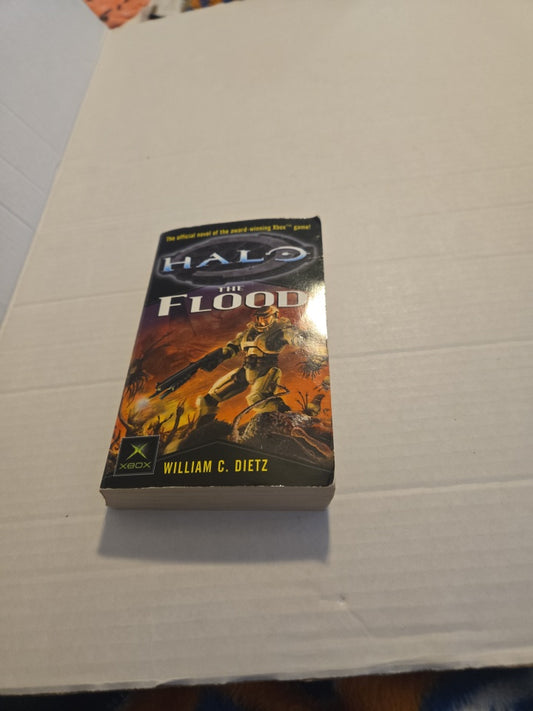 The official novel of the award-winning Xbox™ game!
HALO
THE
FLOOD
XBOX
WILLIAM C. DIETZ